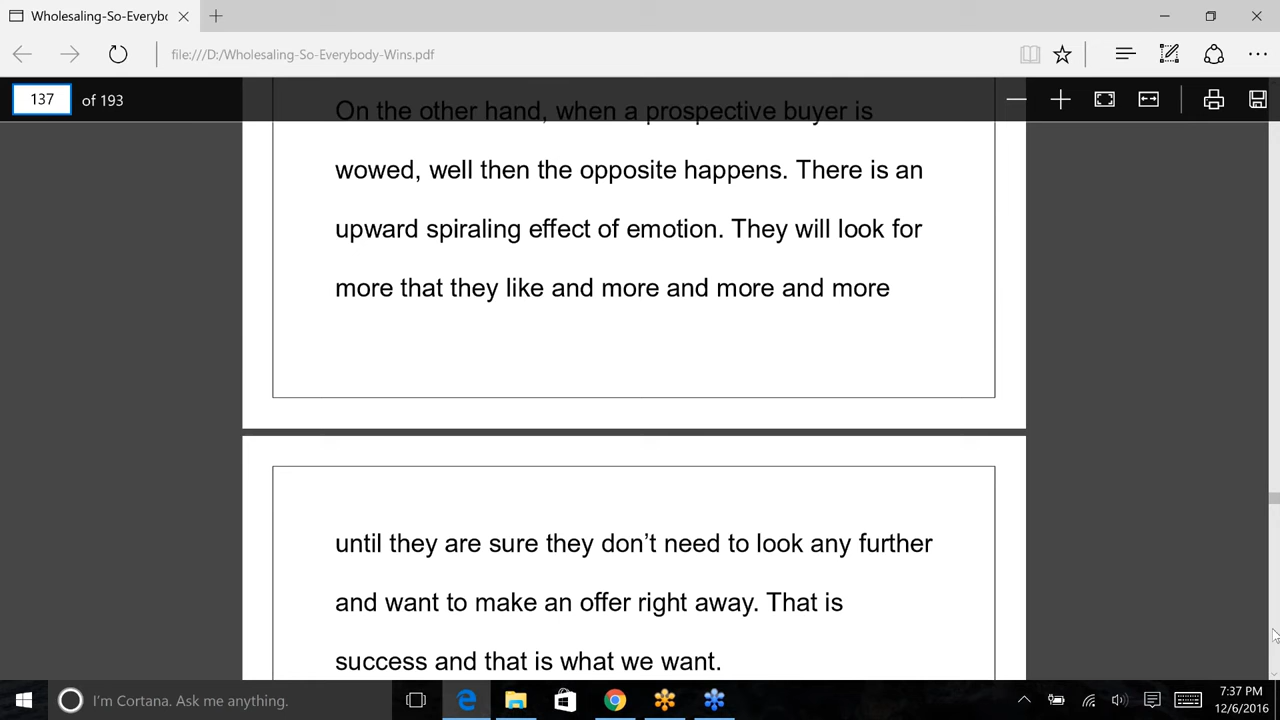 Wholesaling-So-Everybo
file:///D:/Wholesaling-So-Everybody-Wins.pdf
137 of 193
On the other hand, when a prospective buyer is
wowed, well then the opposite happens. There is an
upward spiraling effect of emotion. They will look for
more that they like and more and more and more
until they are sure they don’t need to look any further
and want to make an offer right away. That is
success and that is what we want.
I'm Cortana. Ask me anything.
7:37 PM
12/6/2016